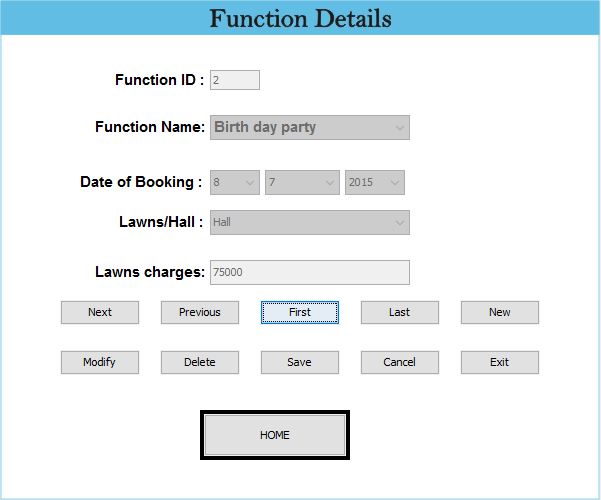 Function Details
Function ID : 2
Function Name: Birth day party
Date of Booking : 8 7 2015
Lawns/Hall : Hall
Lawns charges: 75000
Next Previous First Last New
Modify Delete Save Cancel Exit
HOME